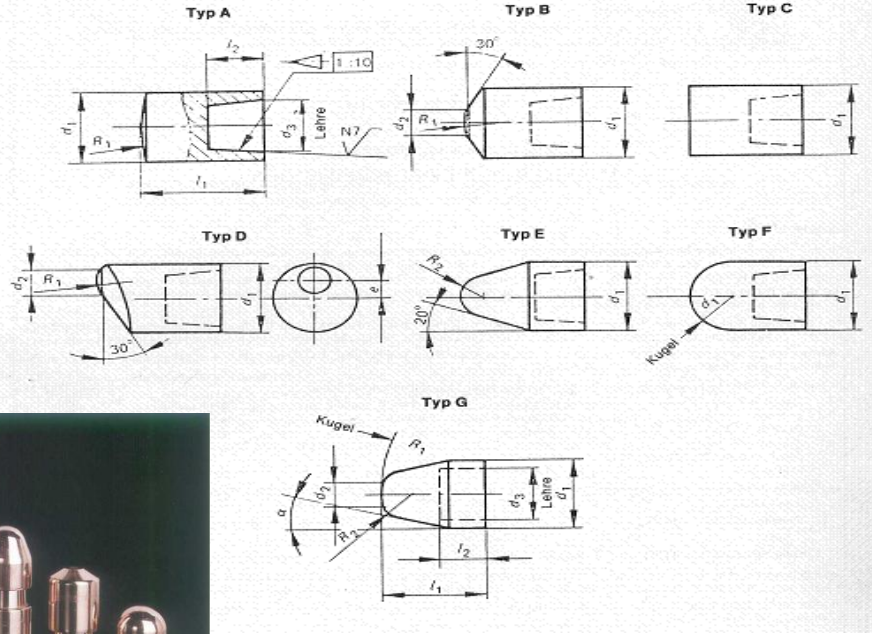 Typ A
Typ B
Typ C
l₂
1 :10
30°
d₁
R₁
d₃
Lehre
N7
d₂
R₁
d₁
d₁
l₁
Typ D
Typ E
Typ F
d₂
R₁
d₁
e
30°
R₂
20°
d₁
d₁
Kugel
d₁
Typ G
Kugel
R₁
α
d₂
R₂
d₃
Lehre
d₁
l₂
l₁